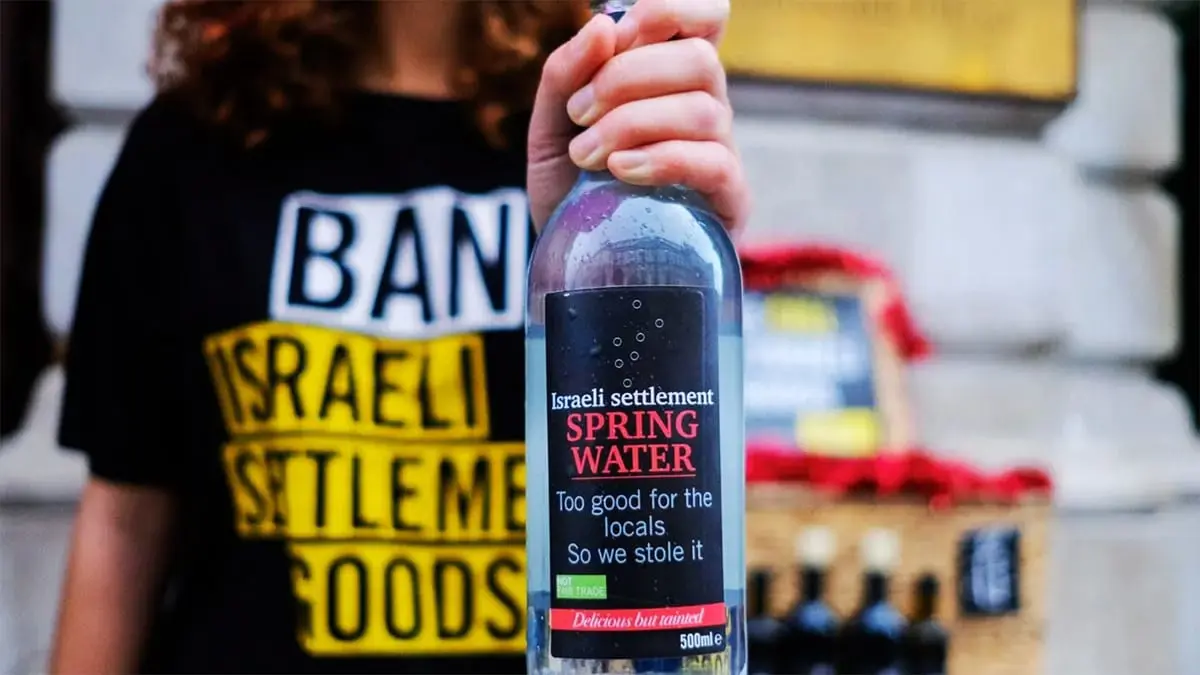 BAN
ISRAELI
SETTLEME
GOODS
Israeli settlement
SPRING
WATER
Too good for the
locals
So we stole it
NOT
TRADE
Delicious but tainted
500ml e